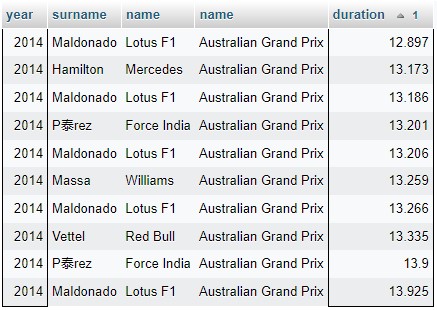 year surname name name duration 1
2014 Maldonado Lotus F1 Australian Grand Prix 12.897
2014 Hamilton Mercedes Australian Grand Prix 13.173
2014 Maldonado Lotus F1 Australian Grand Prix 13.186
2014 P泰rez Force India Australian Grand Prix 13.201
2014 Maldonado Lotus F1 Australian Grand Prix 13.206
2014 Massa Williams Australian Grand Prix 13.259
2014 Maldonado Lotus F1 Australian Grand Prix 13.266
2014 Vettel Red Bull Australian Grand Prix 13.335
2014 P泰rez Force India Australian Grand Prix 13.9
2014 Maldonado Lotus F1 Australian Grand Prix 13.925